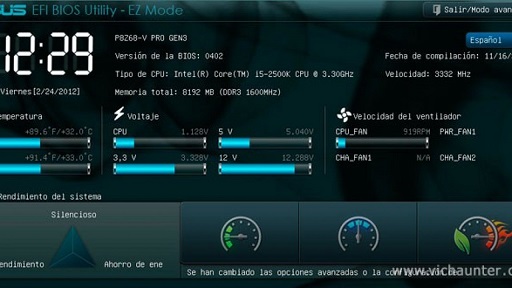 EFI BIOS Utility - EZ Mode
Salir/Modo avan
12:29
Viernes[2/24/2012]
P8Z68-V PRO GEN3
Versión de la BIOS: 0402
Tipo de CPU: Intel(R) Core(TM) i5-2500K CPU @ 3.30GHz
Memoria total: 8192 MB (DDR3 1600MHz)
Español
Fecha de compilación: 11/16/
Velocidad: 3332 MHz
emperatura
+89.6°F/+32.0°C
+91.4°F/+33.0°C
Voltaje
CPU 1.128V 5 V 5.040V
3,3 V 3.328V 12 V 12.288V
Velocidad del ventilador
CPU_FAN 919RPM PWR_FAN1
CHA_FAN1 N/A CHA_FAN2
Rendimiento del sistema
Silencioso
endimiento
Ahorro de ene
Se han cambiado las opciones avanzadas o la co
www.vichaunter.org